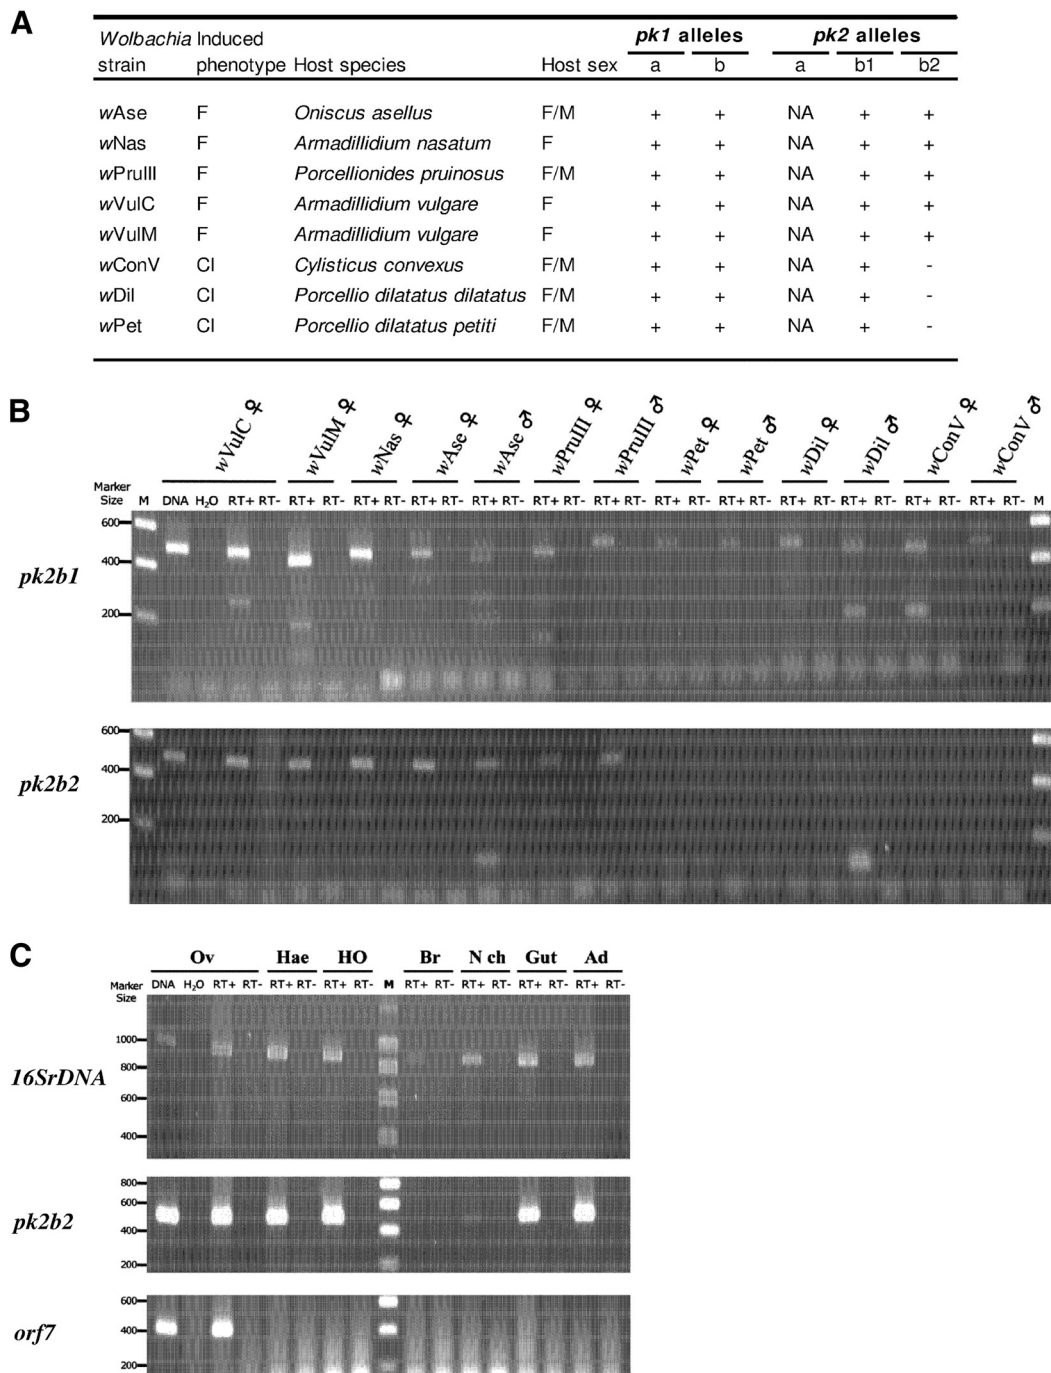 A
Wolbachia Induced pk1 alleles pk2 alleles
strain phenotype Host species Host sex a b a b1 b2
wAse F Oniscus asellus F/M + + NA + +
wNas F Armadillidium nasatum F + + NA + +
wPruIII F Porcellionides pruinosus F/M + + NA + +
wVulC F Armadillidium vulgare F + + NA + +
wVulM F Armadillidium vulgare F + + NA + +
wConV CI Cylisticus convexus F/M + + NA + -
wDil CI Porcellio dilatatus dilatatus F/M + + NA + -
wPet CI Porcellio dilatatus petiti F/M + + NA + -
B
wVulC ♀ wVulM ♀ wNas ♀ wAse ♀ wAse ♂ wPruIII ♀ wPruIII ♂ wPet ♀ wPet ♂ wDil ♀ wDil ♂ wConV ♀ wConV ♂
Marker Size M DNA H₂O RT+ RT- RT+ RT- RT+ RT- RT+ RT- RT+ RT- RT+ RT- RT+ RT- RT+ RT- RT+ RT- RT+ RT- RT+ RT- RT+ RT- RT+ RT- M
600
400
pk2b1
200
600
400
pk2b2
200
C
Ov Hae HO Br N ch Gut Ad
Marker Size DNA H₂O RT+ RT- RT+ RT- RT+ RT- M RT+ RT- RT+ RT- RT+ RT- RT+ RT-
1000
800
16SrDNA
600
400
800
600
pk2b2
400
200
600
orf7
400
200